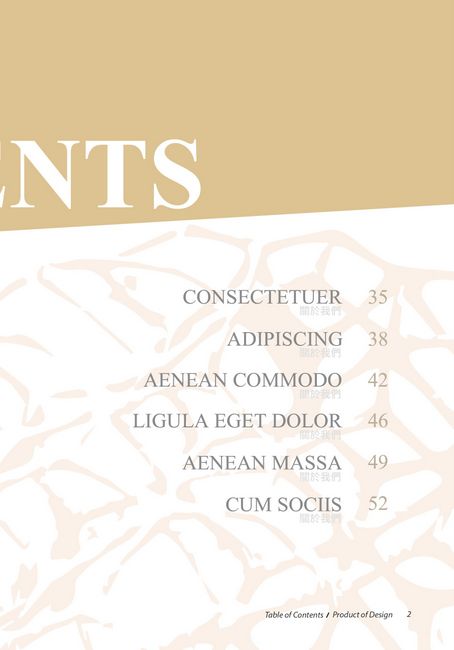 ENTS
CONSECTETUER 35
關於我們
ADIPISCING 38
關於我們
AENEAN COMMODO 42
關於我們
LIGULA EGET DOLOR 46
關於我們
AENEAN MASSA 49
關於我們
CUM SOCIIS 52
關於我們
Table of Contents / Product of Design 2